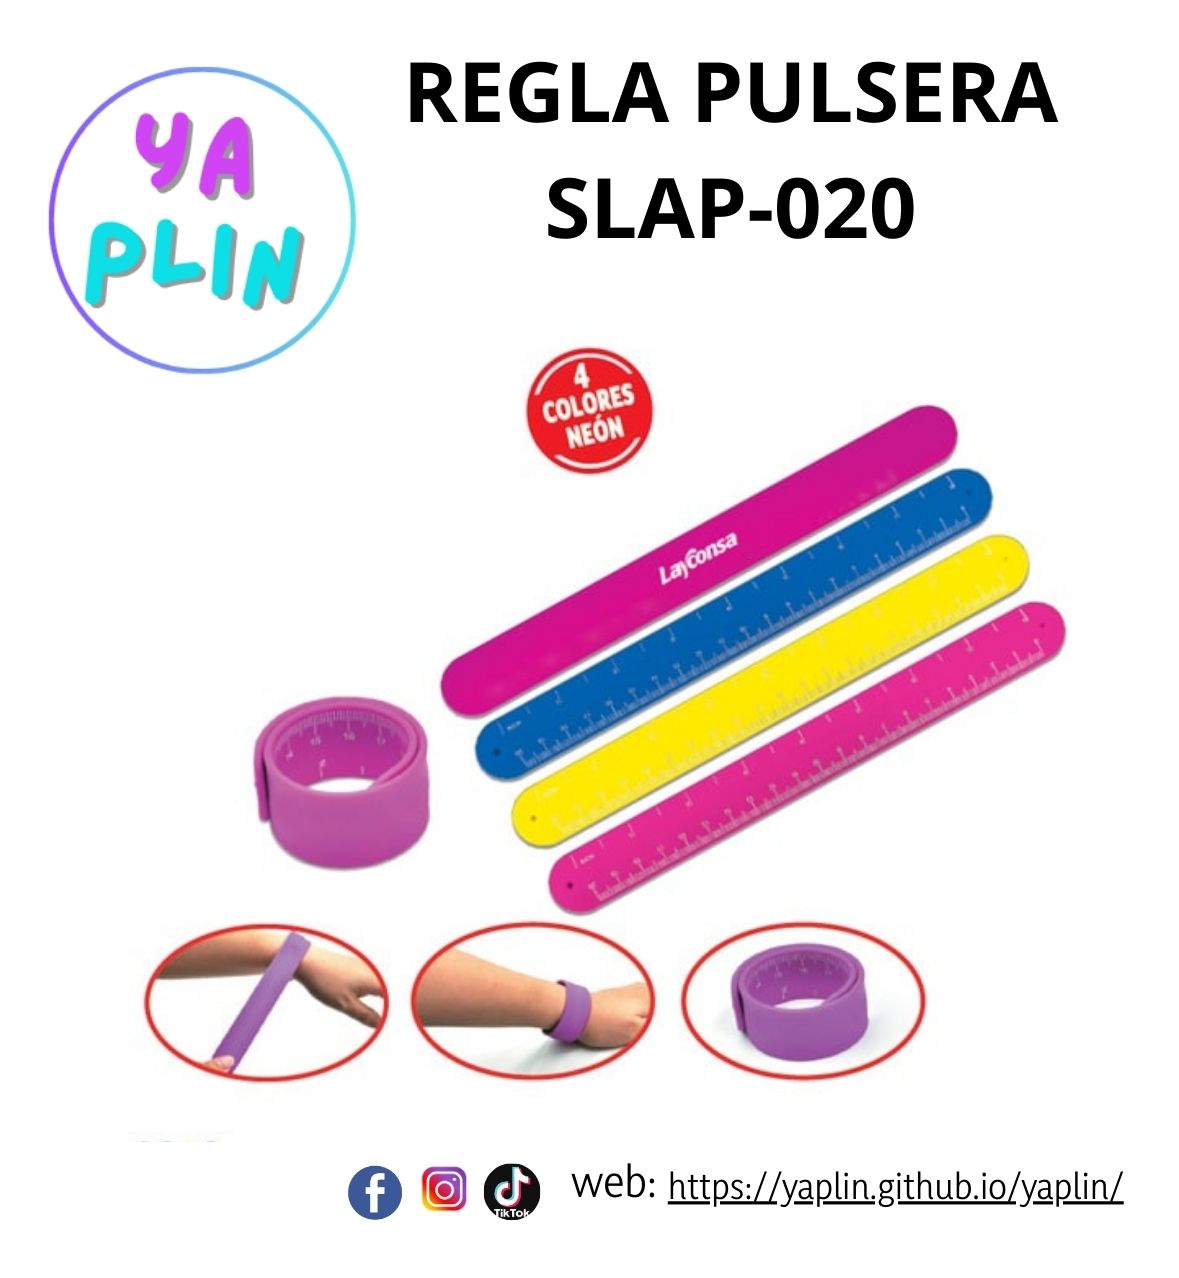 YA
PLIN
REGLA PULSERA
SLAP-020
4
COLORES
NEÓN
Layconsa
TikTok
web: https://yaplin.github.io/yaplin/